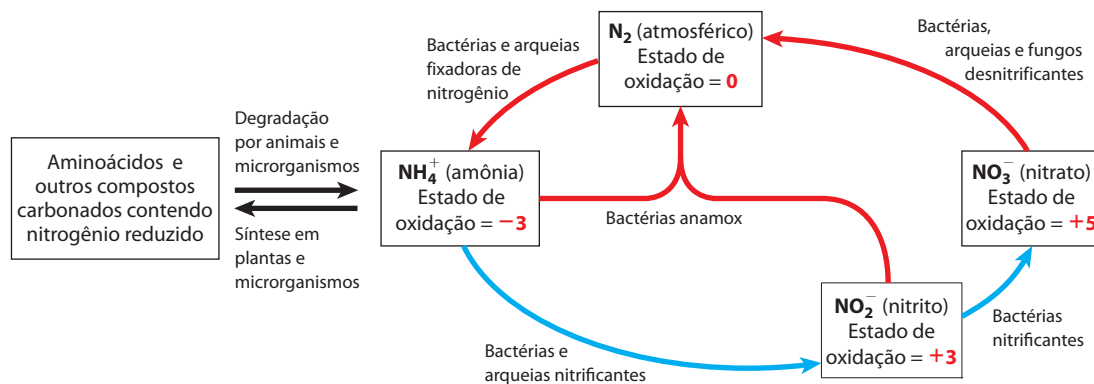 N2 (atmosférico)
Estado de
oxidação = 0
Bactérias e arqueias
fixadoras de
nitrogênio
Bactérias,
arqueias e fungos
desnitrificantes
Degradação
por animais e
microrganismos
Aminoácidos e
outros compostos
carbonados contendo
nitrogênio reduzido
NH4+ (amônia)
Estado de
oxidação = −3
NO3− (nitrato)
Estado de
oxidação = +5
Bactérias anamox
Síntese em
plantas e
microrganismos
NO2− (nitrito)
Estado de
oxidação = +3
Bactérias
nitrificantes
Bactérias e
arqueias nitrificantes